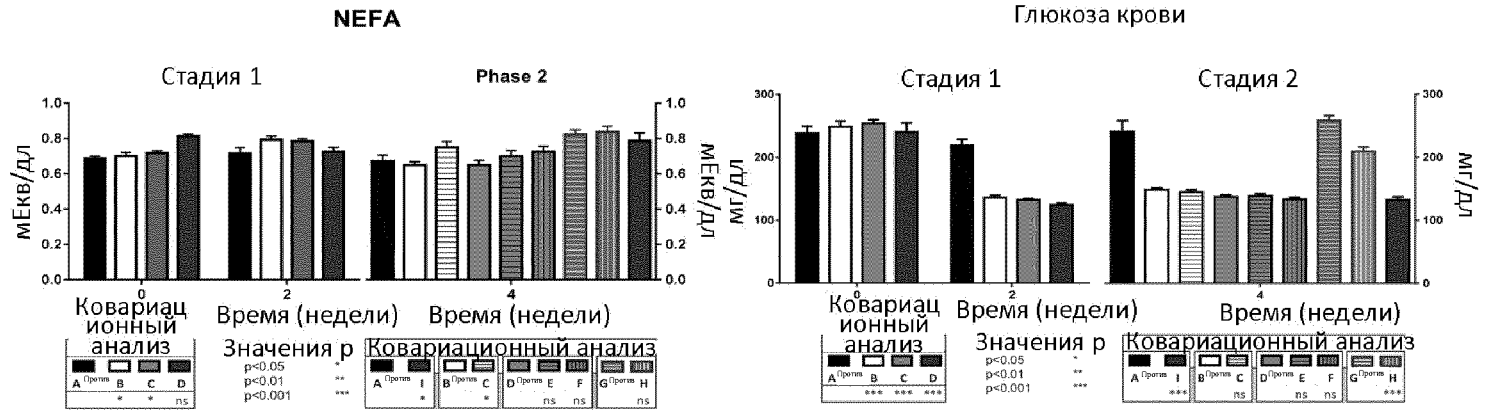 NEFA
Стадия 1 Phase 2
1.0 1.0
0.8 0.8
0.6 0.6
0.4 0.4
0.2 0.2
0.0 0.0
мЕкв/дл мЕкв/дл
0 2 4
Ковариац
ионный
анализ
Время (недели) Время (недели)
Значения p Ковариационный анализ
A Против B C D
* * ns
p<0.05 *
p<0.01 **
p<0.001 ***
A Против I B Против C D Против E F G Против H
* * ns ns ns
Глюкоза крови
Стадия 1 Стадия 2
300 300
200 200
100 100
0 0
мг/дл мг/дл
0 2 4
Ковариац
ионный
анализ
Время (недели) Время (недели)
Значения p Ковариационный анализ
A Против B C D
*** *** ***
p<0.05 *
p<0.01 **
p<0.001 ***
A Против I B Против C D Против E F G Против H
*** ns ns ns ***